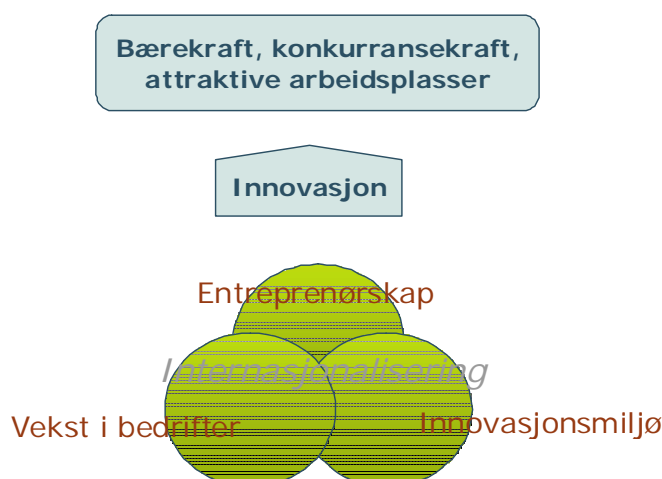 Bærekraft, konkurransekraft,
attraktive arbeidsplasser
Innovasjon
Entreprenørskap
Internasjonalisering
Vekst i bedrifter
Innovasjonsmiljø